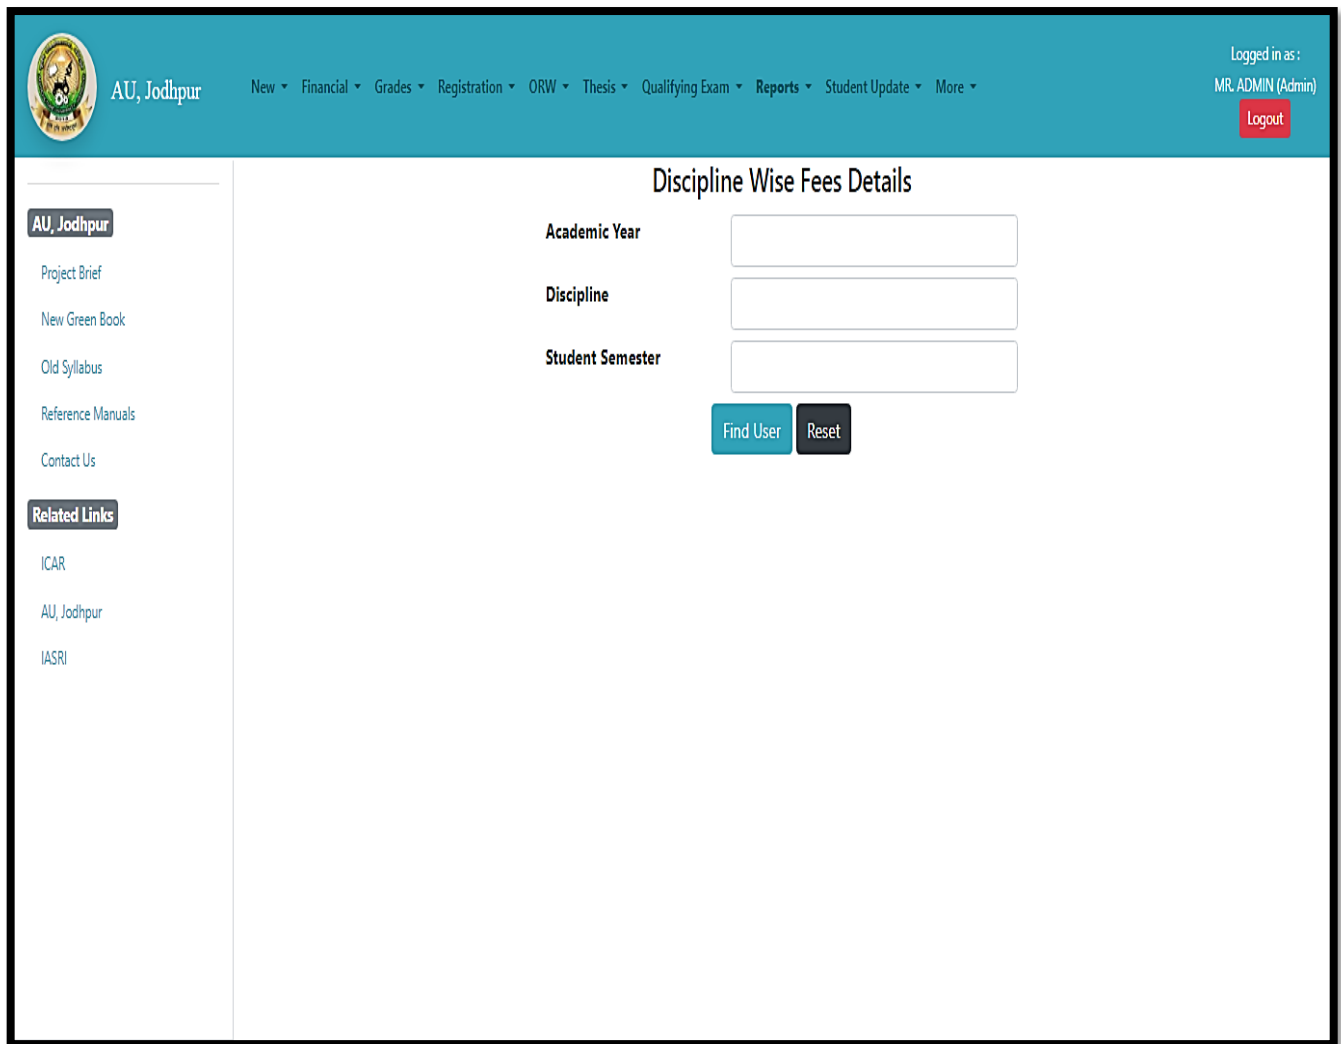 AU, Jodhpur
New Financial Grades Registration ORW Thesis Qualifying Exam Reports Student Update More
Logged in as :
MR. ADMIN (Admin)
Logout
AU, Jodhpur
Project Brief
New Green Book
Old Syllabus
Reference Manuals
Contact Us
Related Links
ICAR
AU, Jodhpur
IASRI
Discipline Wise Fees Details
Academic Year
Discipline
Student Semester
Find User Reset